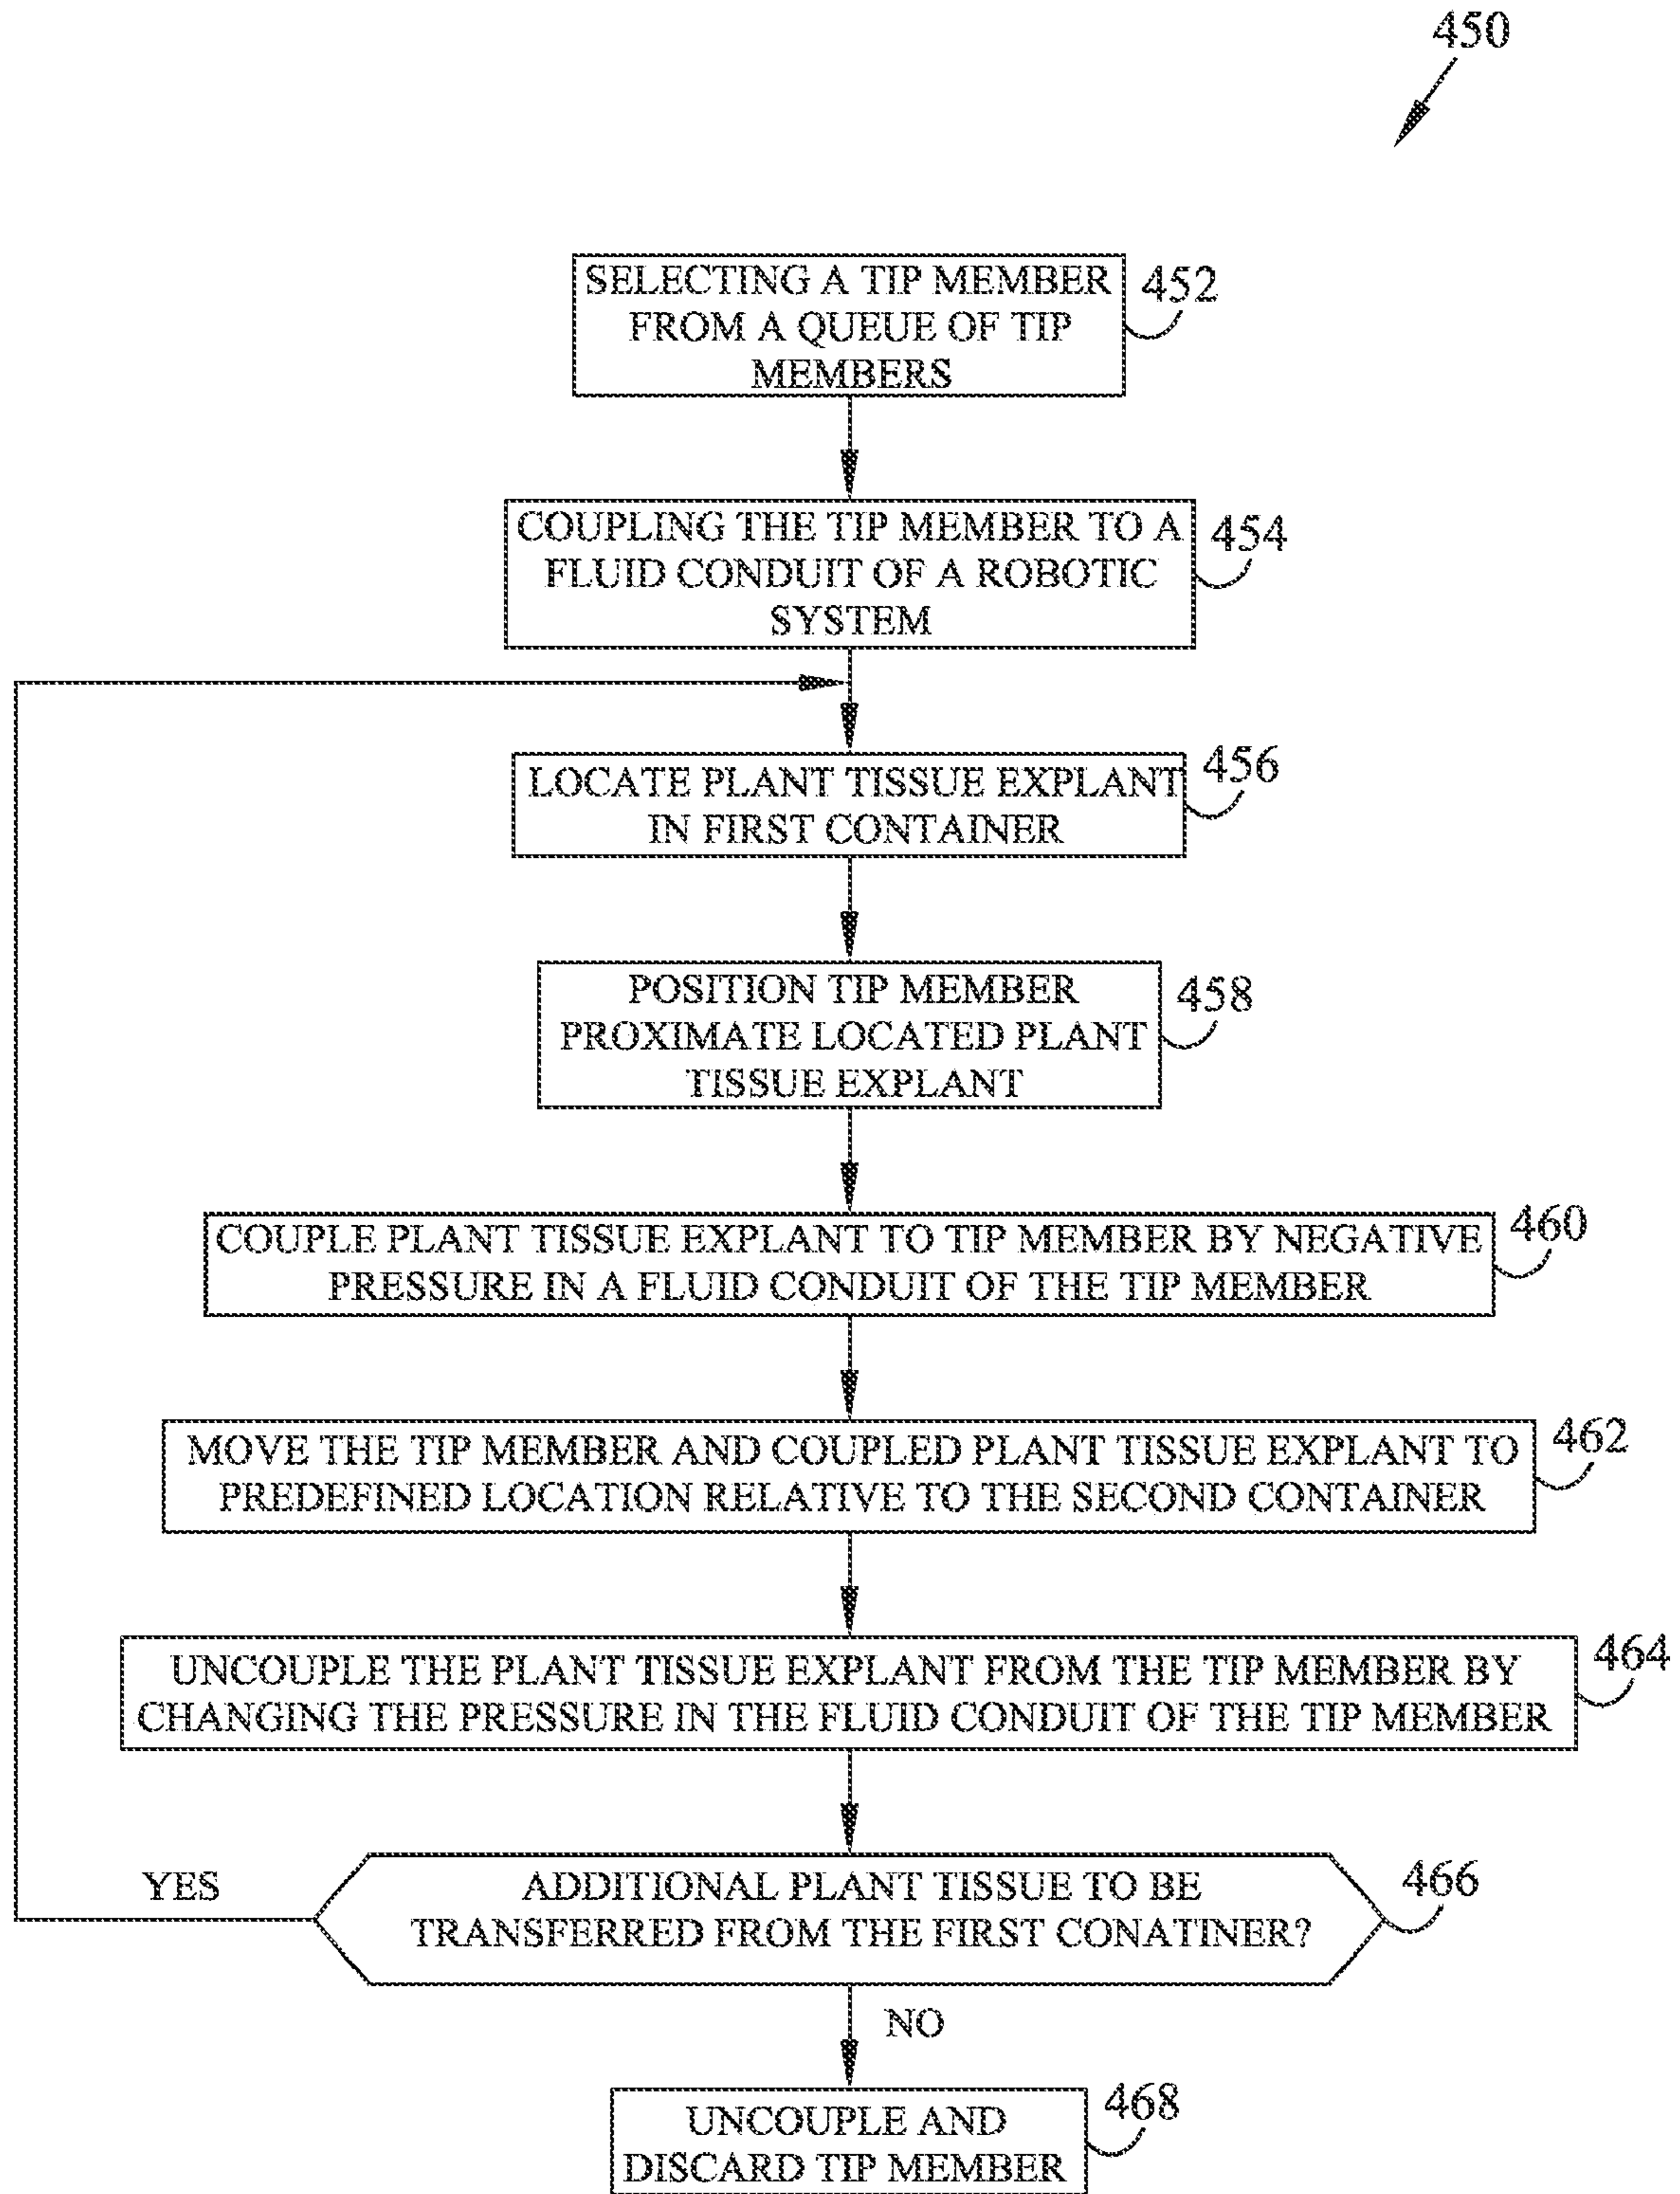 450
SELECTING A TIP MEMBER
FROM A QUEUE OF TIP
MEMBERS
452
COUPLING THE TIP MEMBER TO A
FLUID CONDUIT OF A ROBOTIC
SYSTEM
454
LOCATE PLANT TISSUE EXPLANT
IN FIRST CONTAINER
456
POSITION TIP MEMBER
PROXIMATE LOCATED PLANT
TISSUE EXPLANT
458
COUPLE PLANT TISSUE EXPLANT TO TIP MEMBER BY NEGATIVE
PRESSURE IN A FLUID CONDUIT OF THE TIP MEMBER
460
MOVE THE TIP MEMBER AND COUPLED PLANT TISSUE EXPLANT TO
PREDEFINED LOCATION RELATIVE TO THE SECOND CONTAINER
462
UNCOUPLE THE PLANT TISSUE EXPLANT FROM THE TIP MEMBER BY
CHANGING THE PRESSURE IN THE FLUID CONDUIT OF THE TIP MEMBER
464
YES
ADDITIONAL PLANT TISSUE TO BE
TRANSFERRED FROM THE FIRST CONATINER?
466
NO
UNCOUPLE AND
DISCARD TIP MEMBER
468